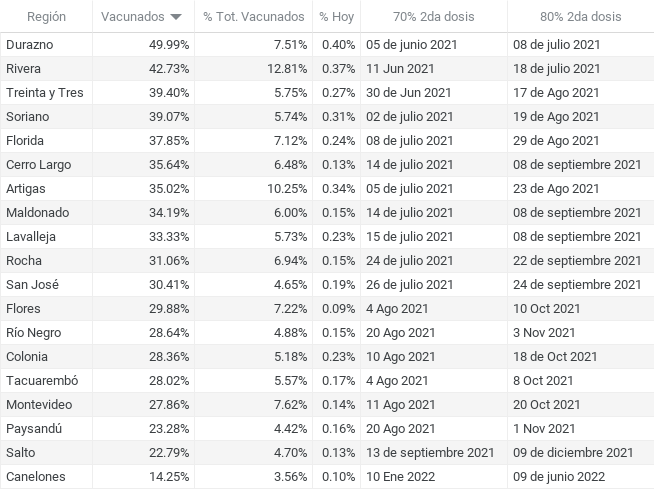 Región Vacunados % Tot. Vacunados % Hoy 70% 2da dosis 80% 2da dosis
Durazno 49.99% 7.51% 0.40% 05 de junio 2021 08 de julio 2021
Rivera 42.73% 12.81% 0.37% 11 Jun 2021 18 de julio 2021
Treinta y Tres 39.40% 5.75% 0.27% 30 de Jun 2021 17 de Ago 2021
Soriano 39.07% 5.74% 0.31% 02 de julio 2021 19 de Ago 2021
Florida 37.85% 7.12% 0.24% 08 de julio 2021 29 de Ago 2021
Cerro Largo 35.64% 6.48% 0.13% 14 de julio 2021 08 de septiembre 2021
Artigas 35.02% 10.25% 0.34% 05 de julio 2021 23 de Ago 2021
Maldonado 34.19% 6.00% 0.15% 14 de julio 2021 08 de septiembre 2021
Lavalleja 33.33% 5.73% 0.23% 15 de julio 2021 08 de septiembre 2021
Rocha 31.06% 6.94% 0.15% 24 de julio 2021 22 de septiembre 2021
San José 30.41% 4.65% 0.19% 26 de julio 2021 24 de septiembre 2021
Flores 29.88% 7.22% 0.09% 4 Ago 2021 10 Oct 2021
Río Negro 28.64% 4.88% 0.15% 20 Ago 2021 3 Nov 2021
Colonia 28.36% 5.18% 0.23% 10 Ago 2021 18 de Oct 2021
Tacuarembó 28.02% 5.57% 0.17% 4 Ago 2021 8 Oct 2021
Montevideo 27.86% 7.62% 0.14% 11 Ago 2021 20 Oct 2021
Paysandú 23.28% 4.42% 0.16% 20 Ago 2021 1 Nov 2021
Salto 22.79% 4.70% 0.13% 13 de septiembre 2021 09 de diciembre 2021
Canelones 14.25% 3.56% 0.10% 10 Ene 2022 09 de junio 2022